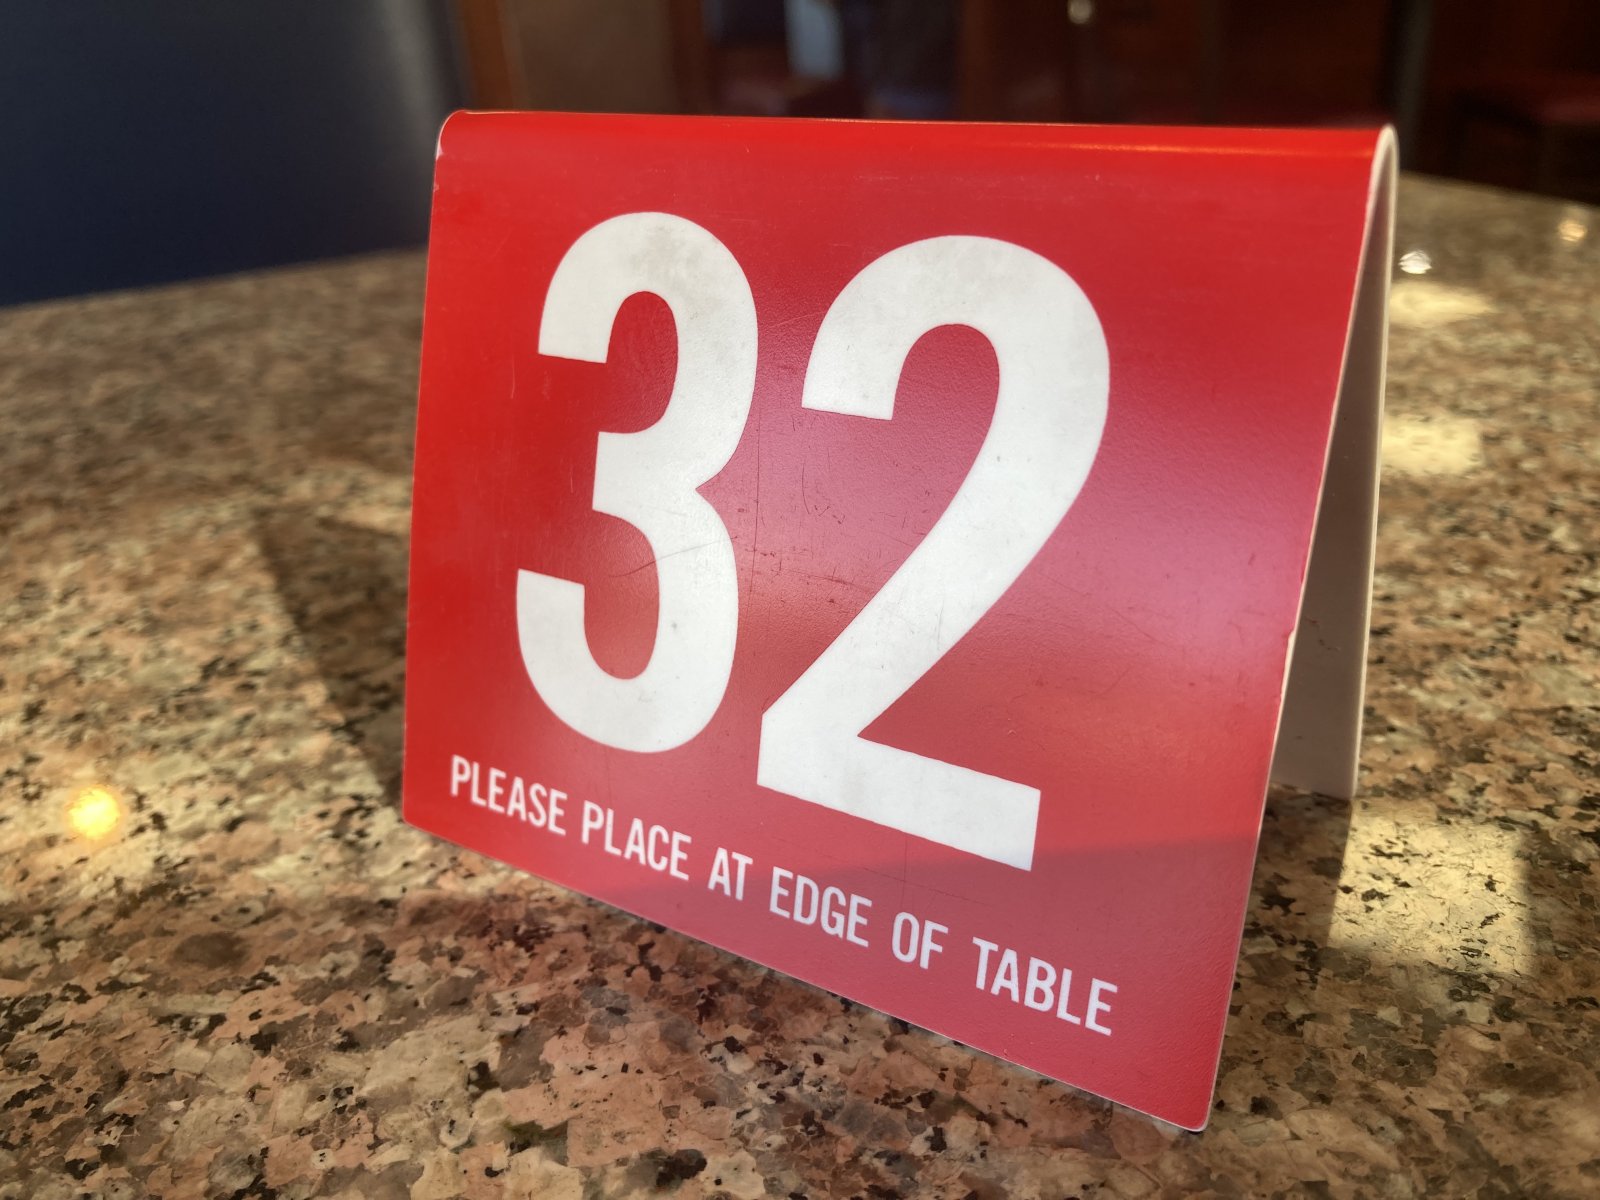 32
PLEASE PLACE AT EDGE OF TABLE